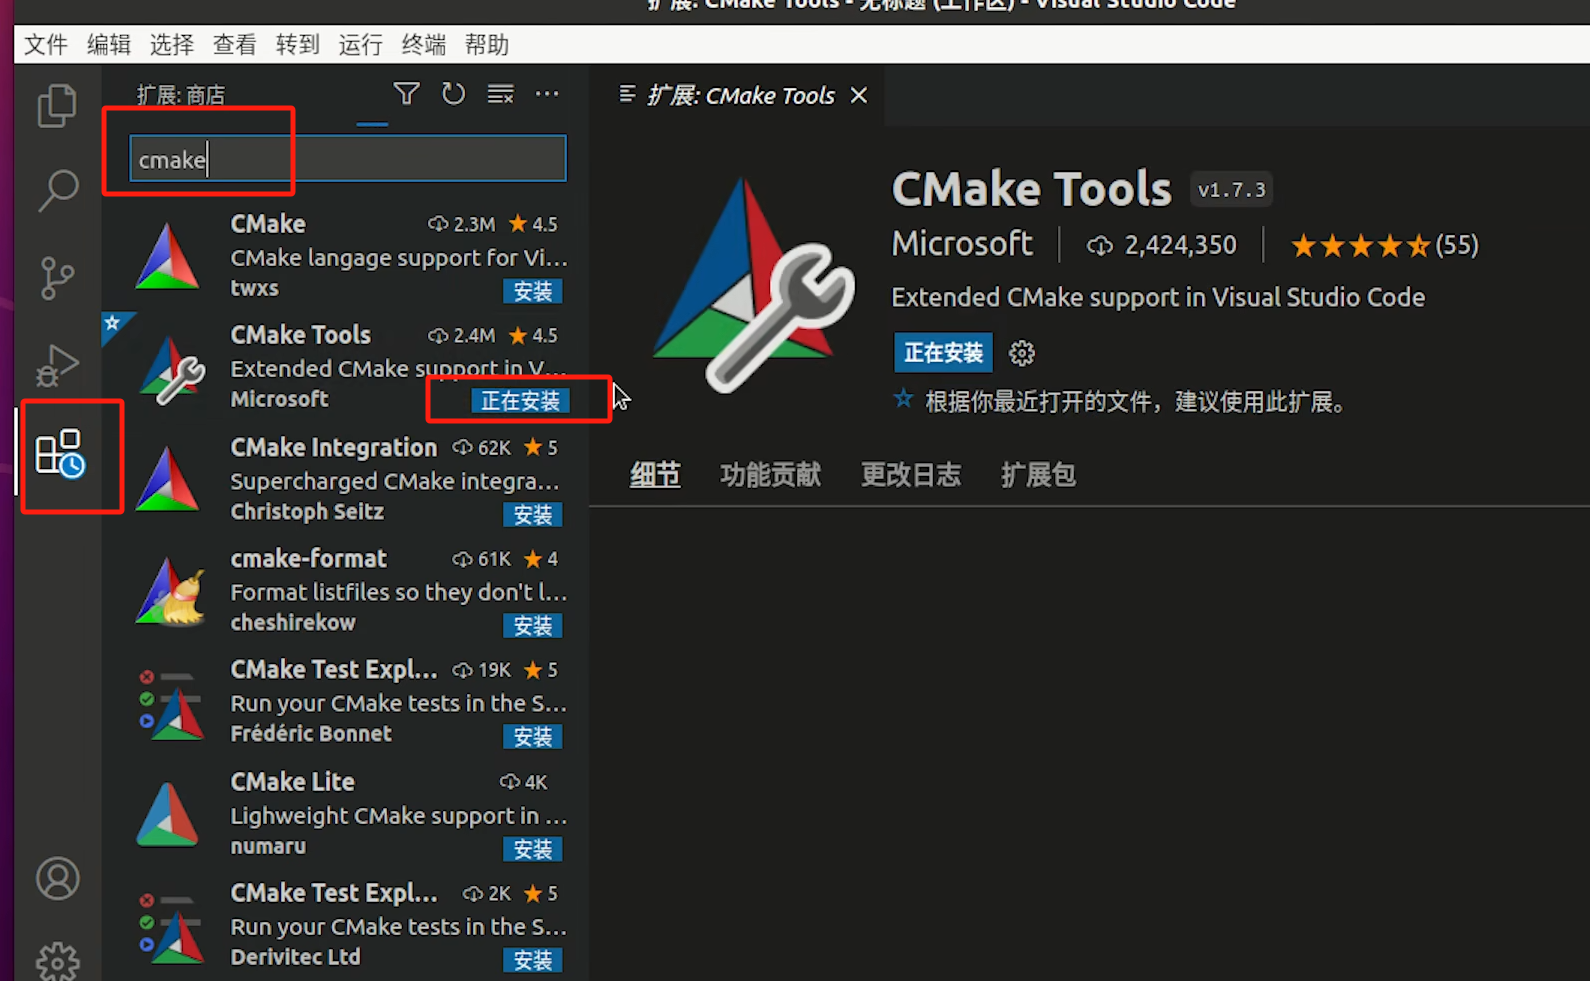 扩展: CMake Tools - 无标题 (工作区) - Visual Studio Code
文件 编辑 选择 查看 转到 运行 终端 帮助
扩展: 商店
cmake
CMake 2.3M 4.5
CMake langage support for Vi...
twxs 安装
CMake Tools 2.4M 4.5
Extended CMake support in V...
Microsoft 正在安装
CMake Integration 62K 5
Supercharged CMake integra...
Christoph Seitz 安装
cmake-format 61K 4
Format listfiles so they don't l...
cheshirekow 安装
CMake Test Expl... 19K 5
Run your CMake tests in the S...
Frédéric Bonnet 安装
CMake Lite 4K
Lighweight CMake support in ...
numaru 安装
CMake Test Expl... 2K 5
Run your CMake tests in the S...
Derivitec Ltd 安装
扩展: CMake Tools
CMake Tools v1.7.3
Microsoft 2,424,350 (55)
Extended CMake support in Visual Studio Code
正在安装
根据你最近打开的文件，建议使用此扩展。
细节 功能贡献 更改日志 扩展包